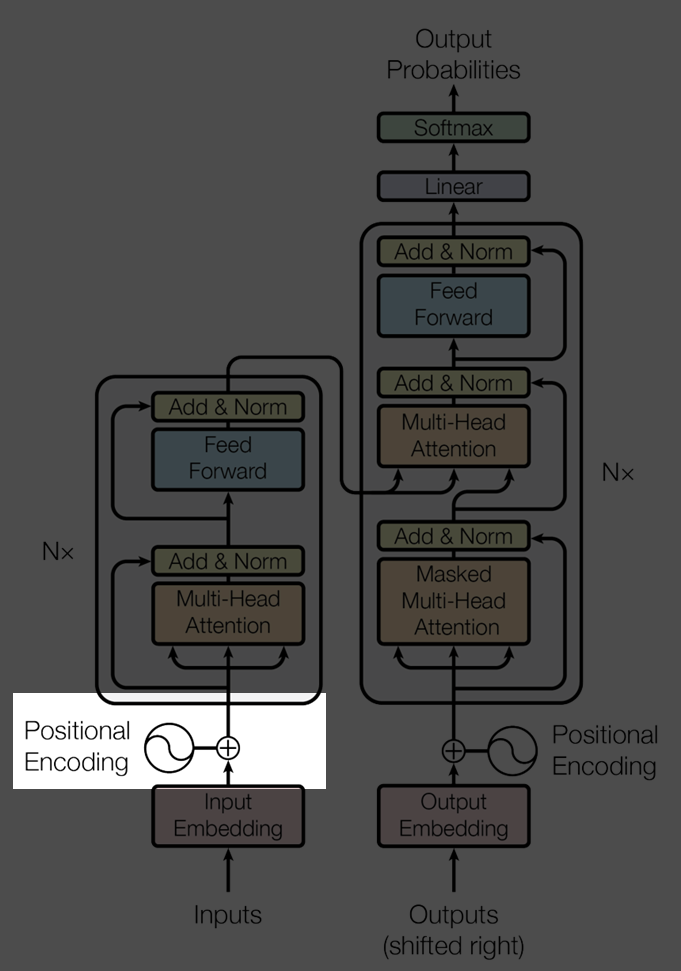 Output
Probabilities
Softmax
Linear
Add & Norm
Feed
Forward
Add & Norm
Multi-Head
Attention
Nx
Add & Norm
Masked
Multi-Head
Attention
Add & Norm
Feed
Forward
Nx
Add & Norm
Multi-Head
Attention
Positional
Encoding
Positional
Encoding
Input
Embedding
Output
Embedding
Inputs
Outputs
(shifted right)